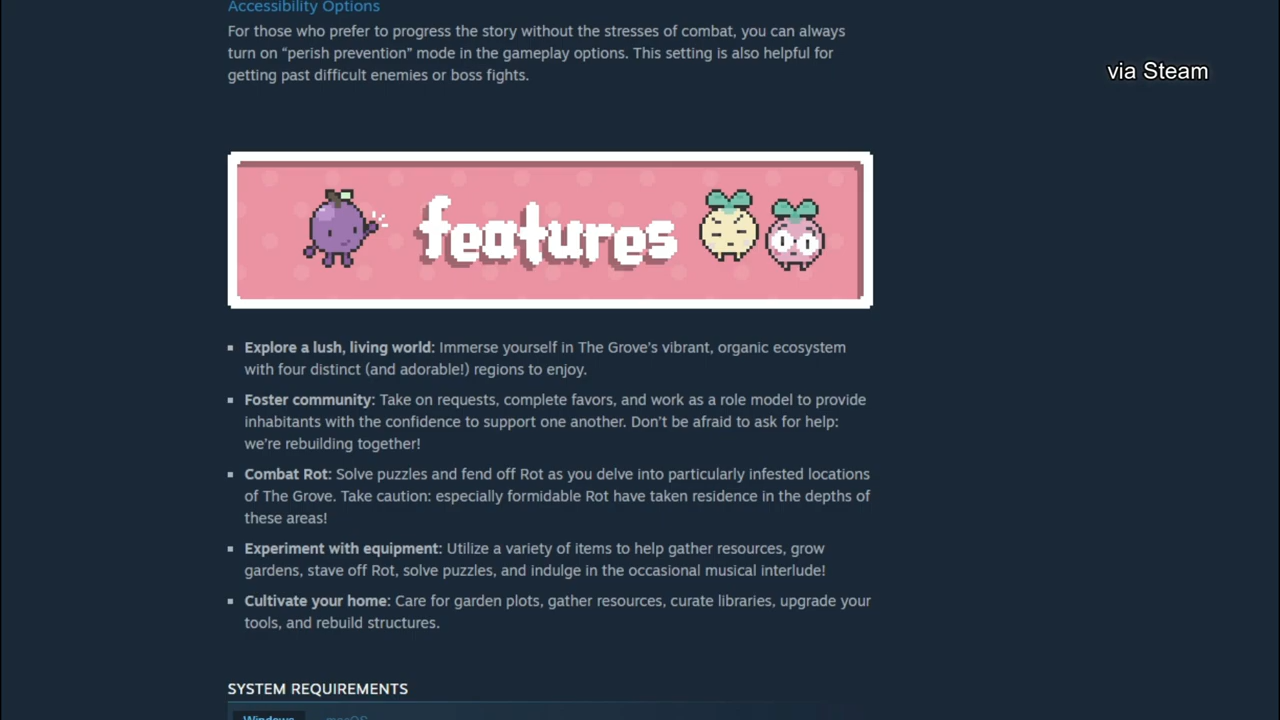 Accessibility Options
For those who prefer to progress the story without the stresses of combat, you can always
turn on “perish prevention” mode in the gameplay options. This setting is also helpful for
getting past difficult enemies or boss fights.
via Steam
features
▪ Explore a lush, living world: Immerse yourself in The Grove’s vibrant, organic ecosystem
with four distinct (and adorable!) regions to enjoy.
▪ Foster community: Take on requests, complete favors, and work as a role model to provide
inhabitants with the confidence to support one another. Don’t be afraid to ask for help:
we’re rebuilding together!
▪ Combat Rot: Solve puzzles and fend off Rot as you delve into particularly infested locations
of The Grove. Take caution: especially formidable Rot have taken residence in the depths of
these areas!
▪ Experiment with equipment: Utilize a variety of items to help gather resources, grow
gardens, stave off Rot, solve puzzles, and indulge in the occasional musical interlude!
▪ Cultivate your home: Care for garden plots, gather resources, curate libraries, upgrade your
tools, and rebuild structures.
SYSTEM REQUIREMENTS
Windows macOS